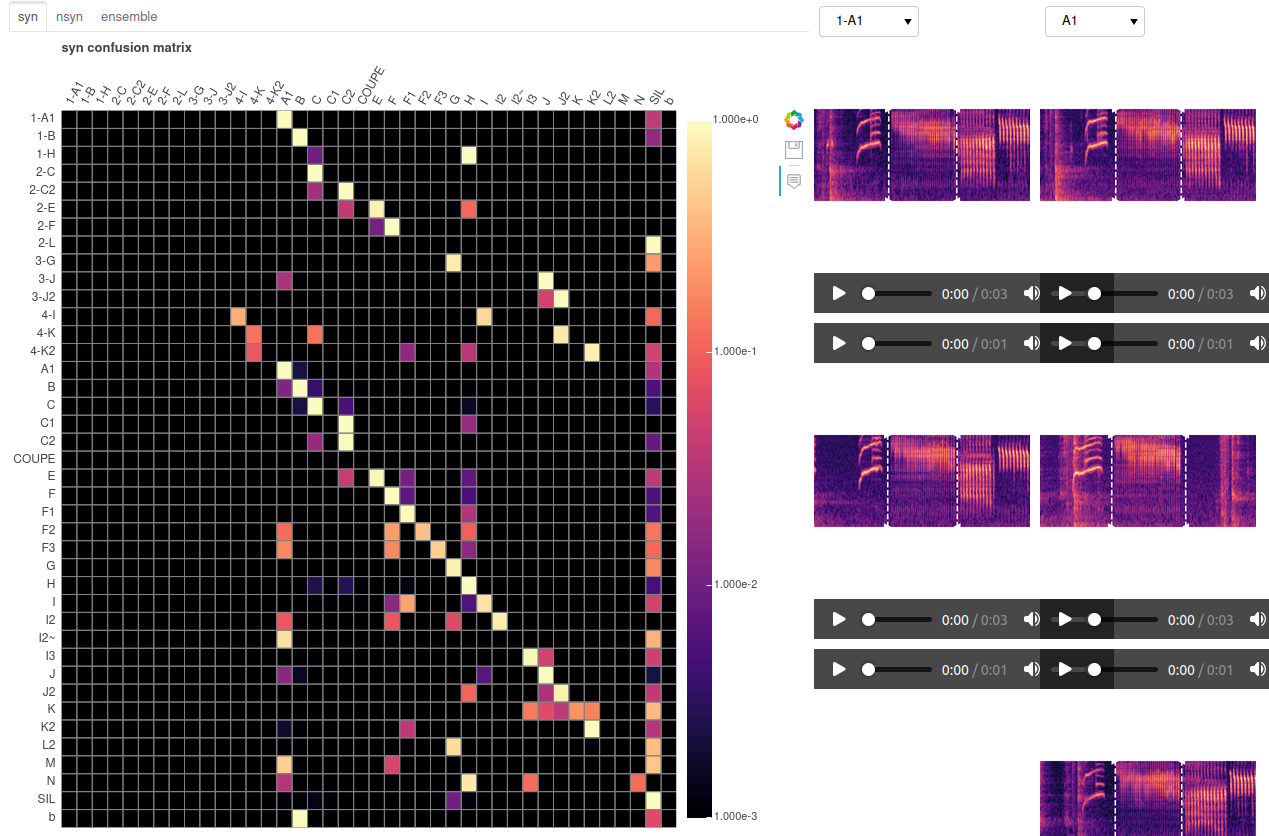 syn nsyn ensemble
1-A1 A1
syn confusion matrix
1-A1 1-B 1-H 2-C 2-C2 2-E 2-F 2-L 3-G 3-J 3-J2 4-I 4-K 4-K2 A1 B C C1 C2 COUPE E F F1 F2 F3 G H I I2 I2~ I3 J J2 K K2 L2 M N SIL b
1-A1
1-B
1-H
2-C
2-C2
2-E
2-F
2-L
3-G
3-J
3-J2
4-I
4-K
4-K2
A1
B
C
C1
C2
COUPE
E
F
F1
F2
F3
G
H
I
I2
I2~
I3
J
J2
K
K2
L2
M
N
SIL
b
1.000e+0
1.000e-1
1.000e-2
1.000e-3
0:00 / 0:03 0:00 / 0:03
0:00 / 0:01 0:00 / 0:01
0:00 / 0:03 0:00 / 0:03
0:00 / 0:01 0:00 / 0:01